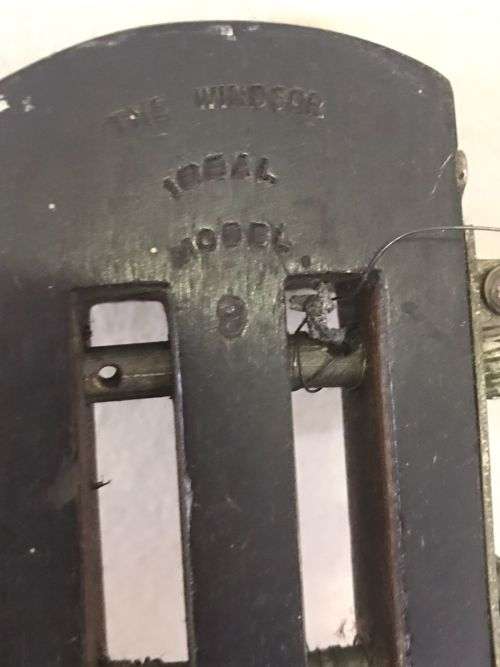 THE WINDSOR
IDEAL
MODEL.
8